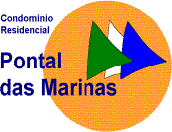 Condomínio
Residencial
Pontal
das Marinas